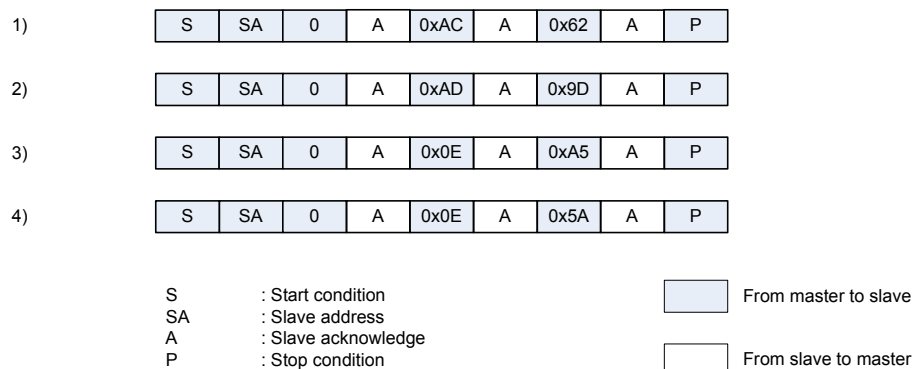 1) S SA 0 A 0xAC A 0x62 A P
2) S SA 0 A 0xAD A 0x9D A P
3) S SA 0 A 0x0E A 0xA5 A P
4) S SA 0 A 0x0E A 0x5A A P
S : Start condition
SA : Slave address
A : Slave acknowledge
P : Stop condition
From master to slave
From slave to master